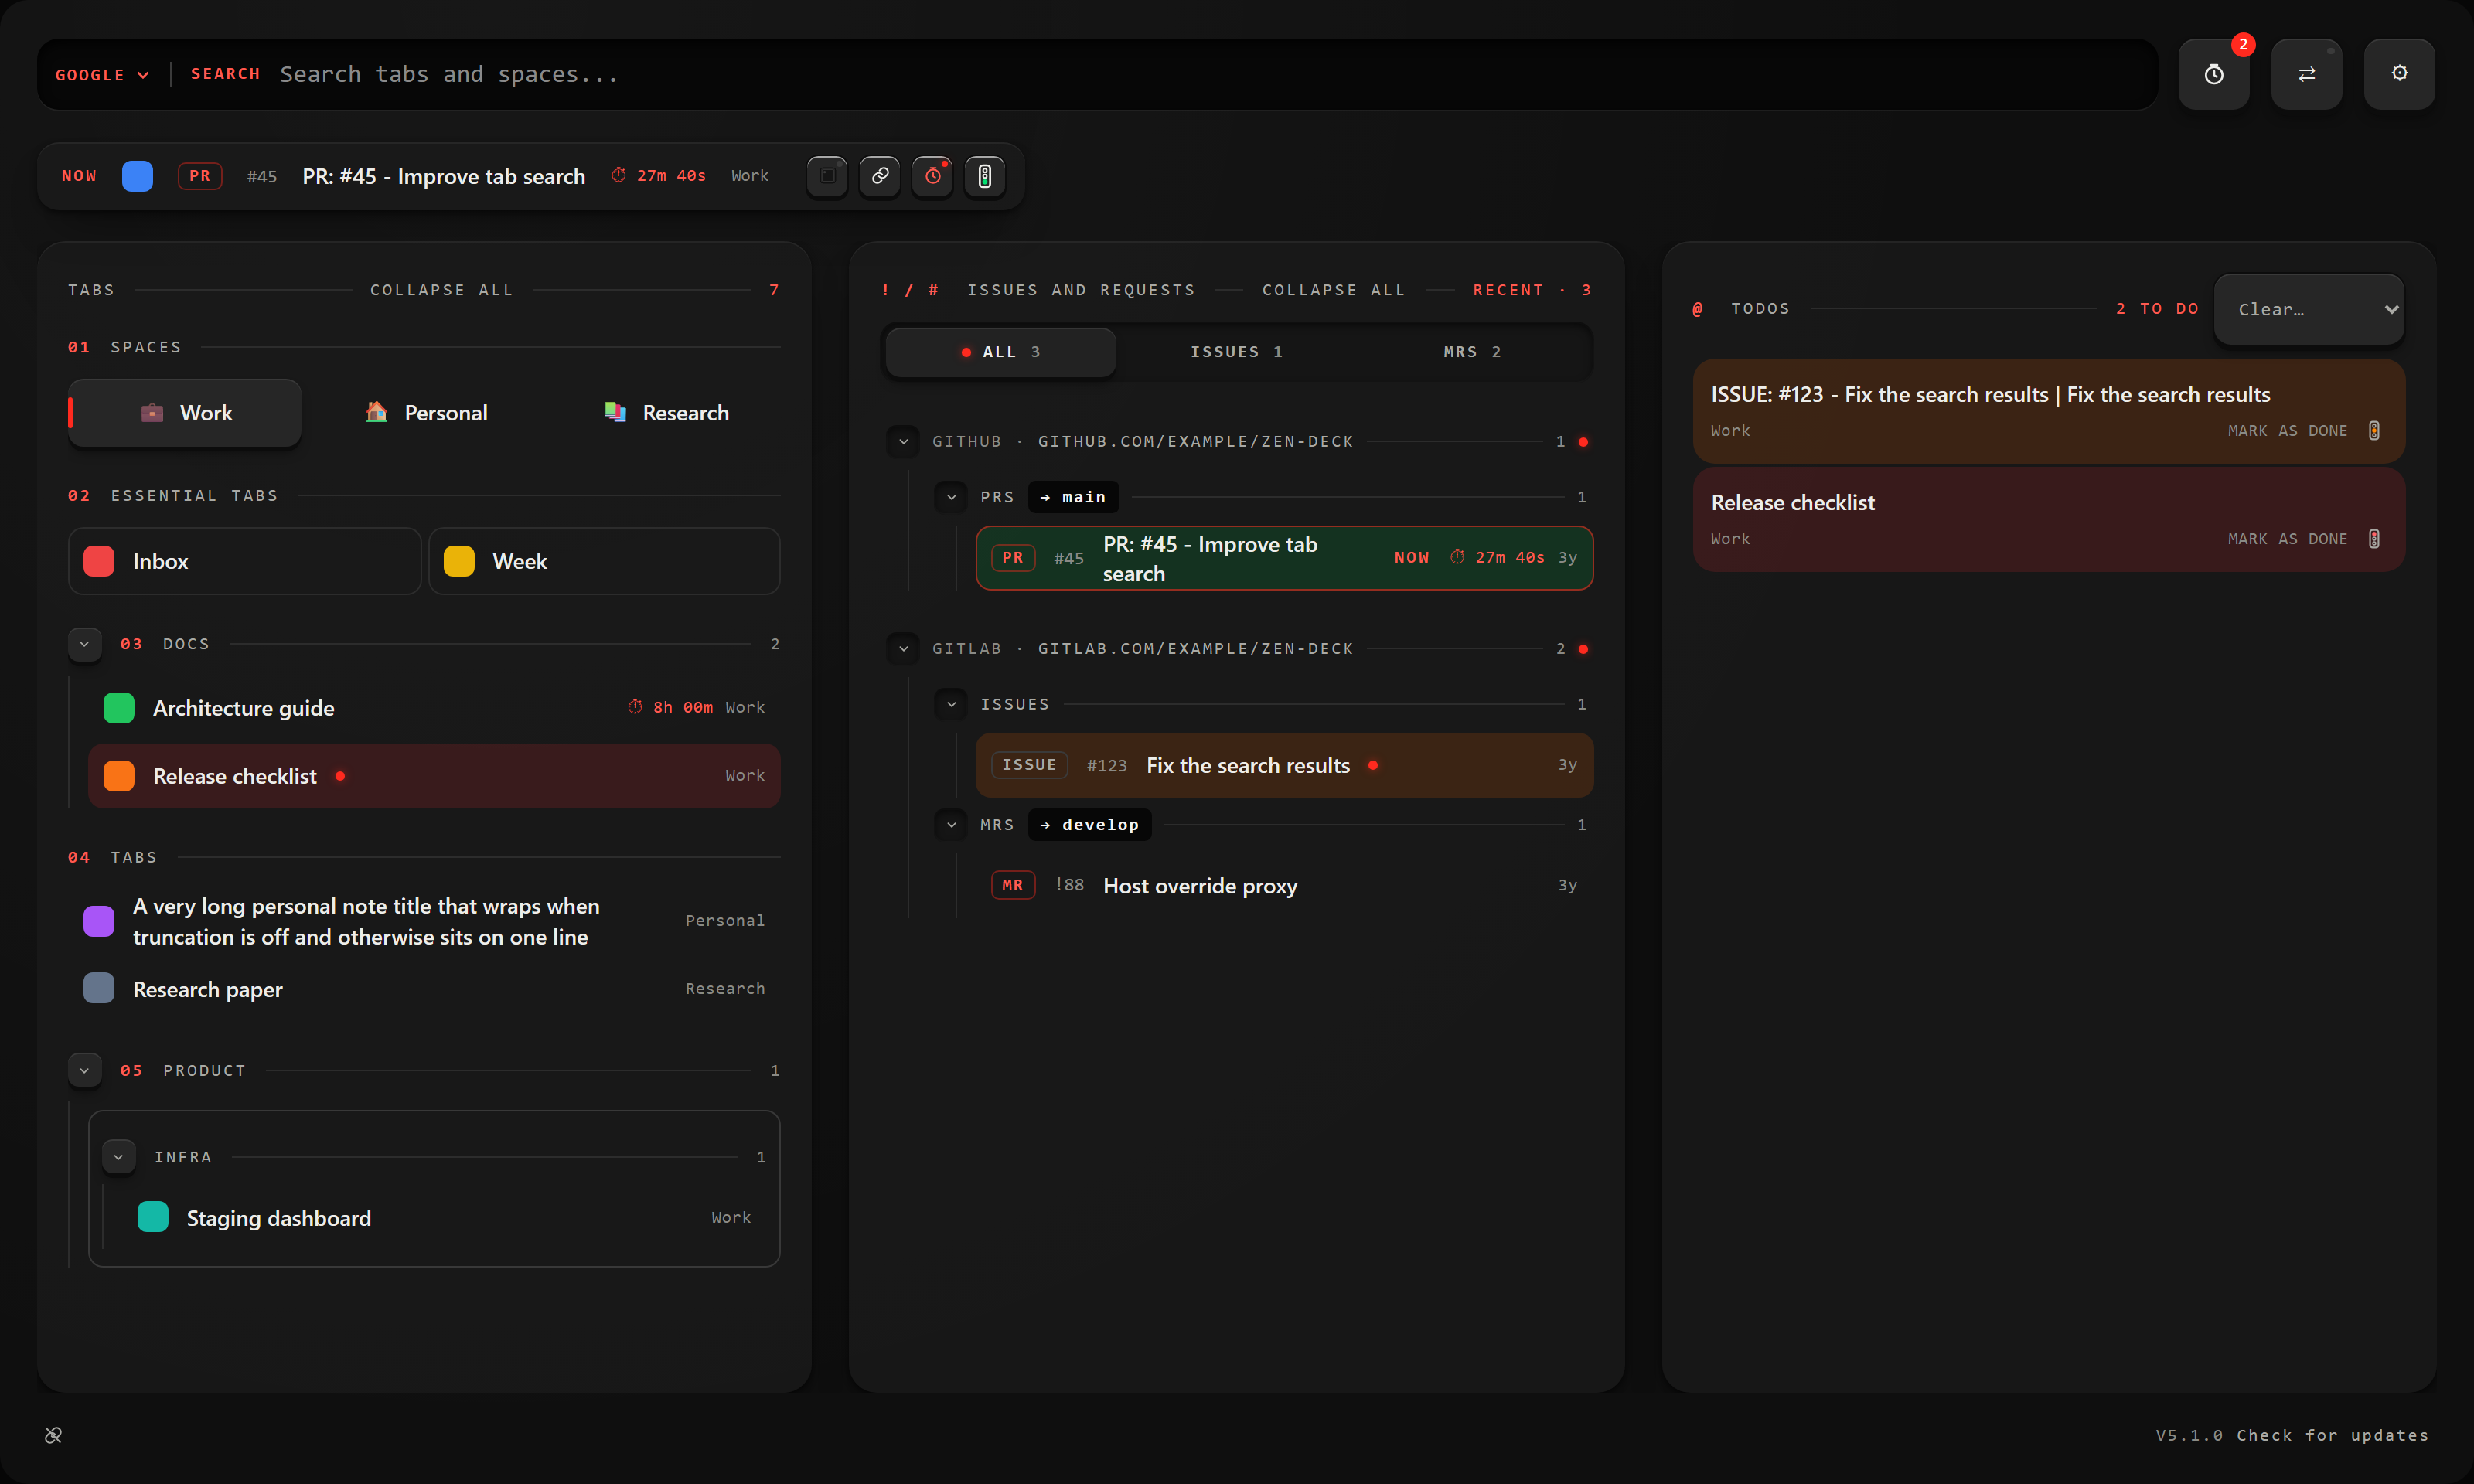 GOOGLE SEARCH Search tabs and spaces...
2
NOW PR #45 PR: #45 - Improve tab search 27m 40s Work
TABS COLLAPSE ALL 7
01 SPACES
Work Personal Research
02 ESSENTIAL TABS
Inbox Week
03 DOCS 2
Architecture guide 8h 00m Work
Release checklist Work
04 TABS
A very long personal note title that wraps when
truncation is off and otherwise sits on one line
Personal
Research paper Research
05 PRODUCT 1
INFRA 1
Staging dashboard Work
! / # ISSUES AND REQUESTS COLLAPSE ALL RECENT · 3
ALL 3 ISSUES 1 MRS 2
GITHUB · GITHUB.COM/EXAMPLE/ZEN-DECK 1
PRS → main 1
PR #45 PR: #45 - Improve tab
search
NOW 27m 40s 3y
GITLAB · GITLAB.COM/EXAMPLE/ZEN-DECK 2
ISSUES 1
ISSUE #123 Fix the search results 3y
MRS → develop 1
MR !88 Host override proxy 3y
@ TODOS 2 TO DO Clear…
ISSUE: #123 - Fix the search results | Fix the search results
Work MARK AS DONE
Release checklist
Work MARK AS DONE
V5.1.0 Check for updates